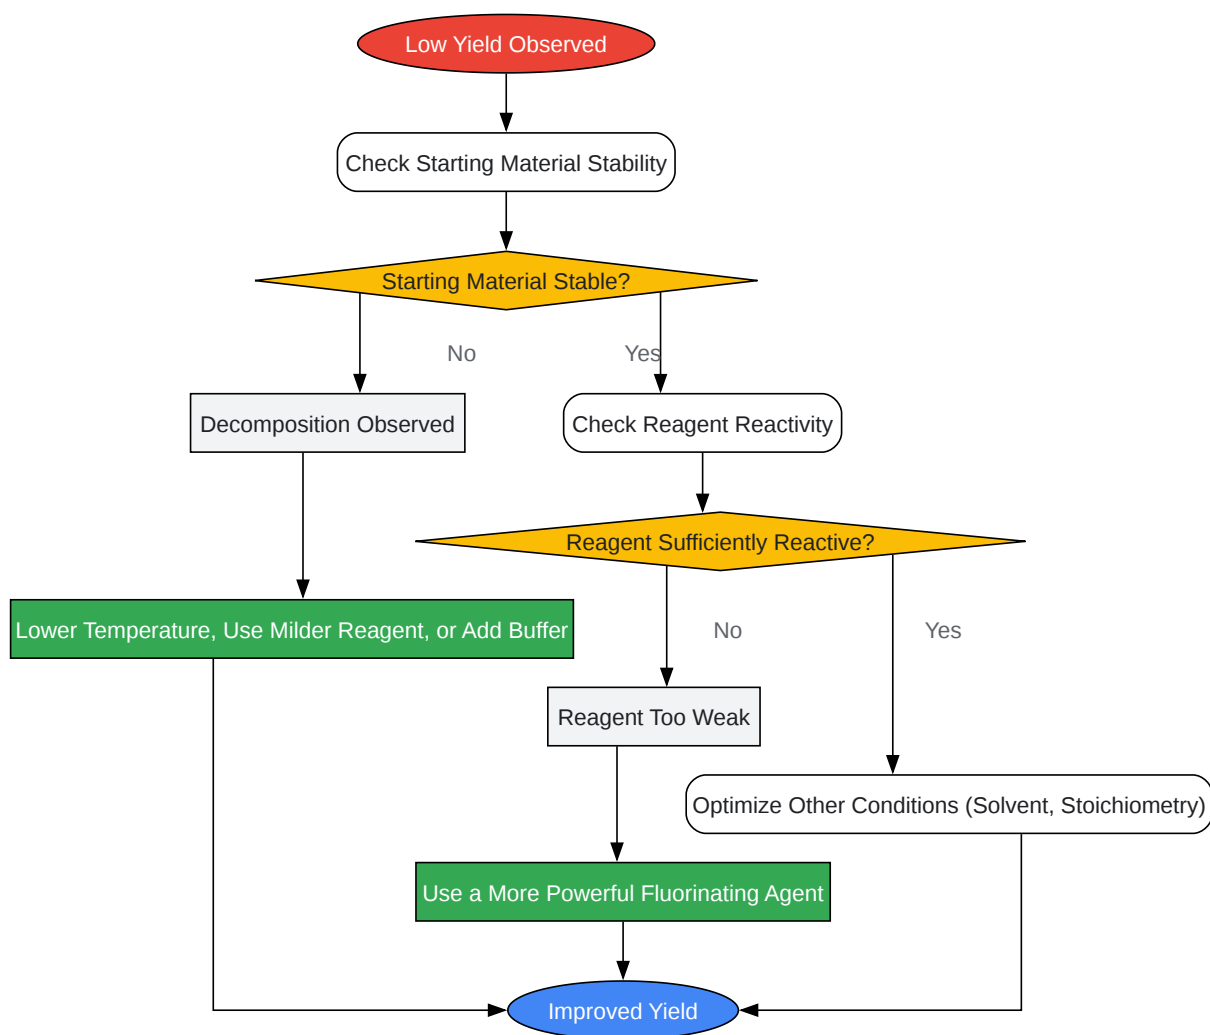 Low Yield Observed
Check Starting Material Stability
Starting Material Stable?
No
Yes
Decomposition Observed
Check Reagent Reactivity
Reagent Sufficiently Reactive?
Lower Temperature, Use Milder Reagent, or Add Buffer
No
Yes
Reagent Too Weak
Optimize Other Conditions (Solvent, Stoichiometry)
Use a More Powerful Fluorinating Agent
Improved Yield